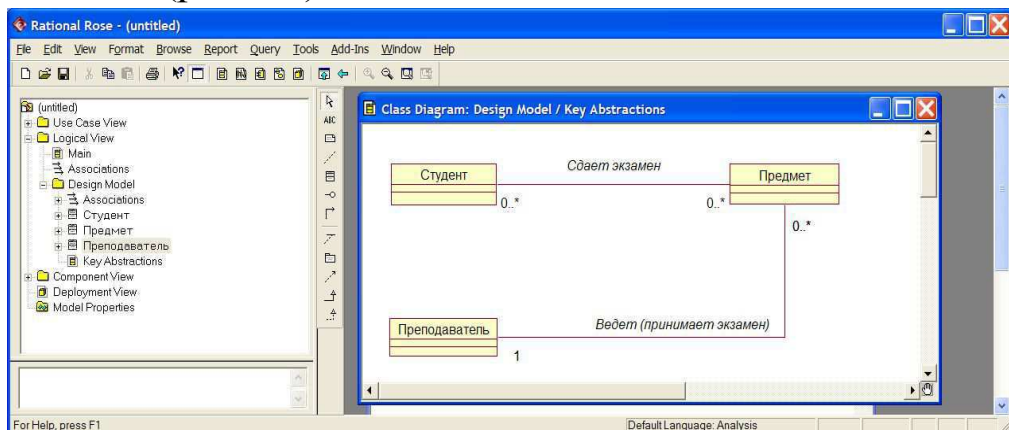 Rational Rose - (untitled)
File Edit View Format Browse Report Query Tools Add-Ins Window Help
(untitled)
Use Case View
Logical View
Main
Associations
Design Model
Associations
Студент
Предмет
Преподаватель
Key Abstractions
Component View
Deployment View
Model Properties
ABC
Class Diagram: Design Model / Key Abstractions
Студент
Сдает экзамен
Предмет
0..*
0..*
0..*
Преподаватель
Ведет (принимает экзамен)
1
For Help, press F1
Default Language: Analysis